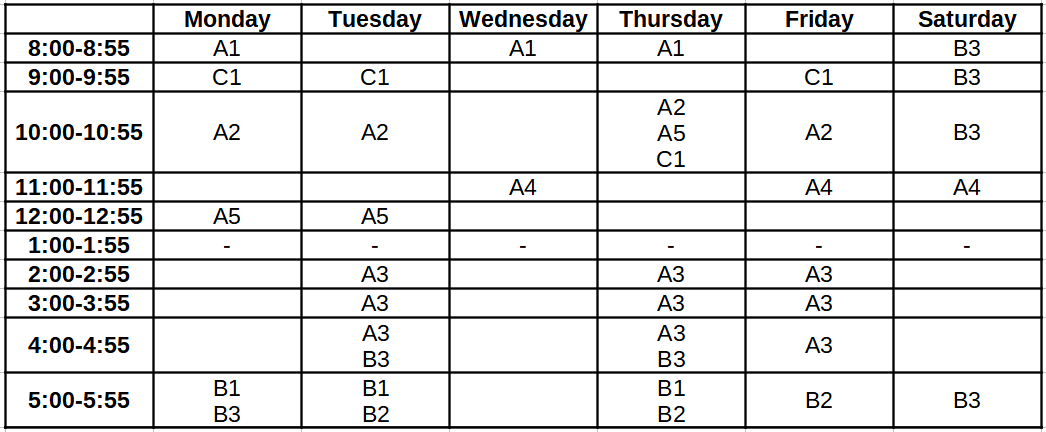 Monday Tuesday Wednesday Thursday Friday Saturday
8:00-8:55 A1 A1 A1 B3
9:00-9:55 C1 C1 C1 B3
10:00-10:55 A2 A2 A2 A5 C1 A2 B3
11:00-11:55 A4 A4 A4
12:00-12:55 A5 A5
1:00-1:55 - - - - - -
2:00-2:55 A3 A3 A3
3:00-3:55 A3 A3 A3
4:00-4:55 A3 B3 A3 B3 A3
5:00-5:55 B1 B3 B1 B2 B1 B2 B2 B3